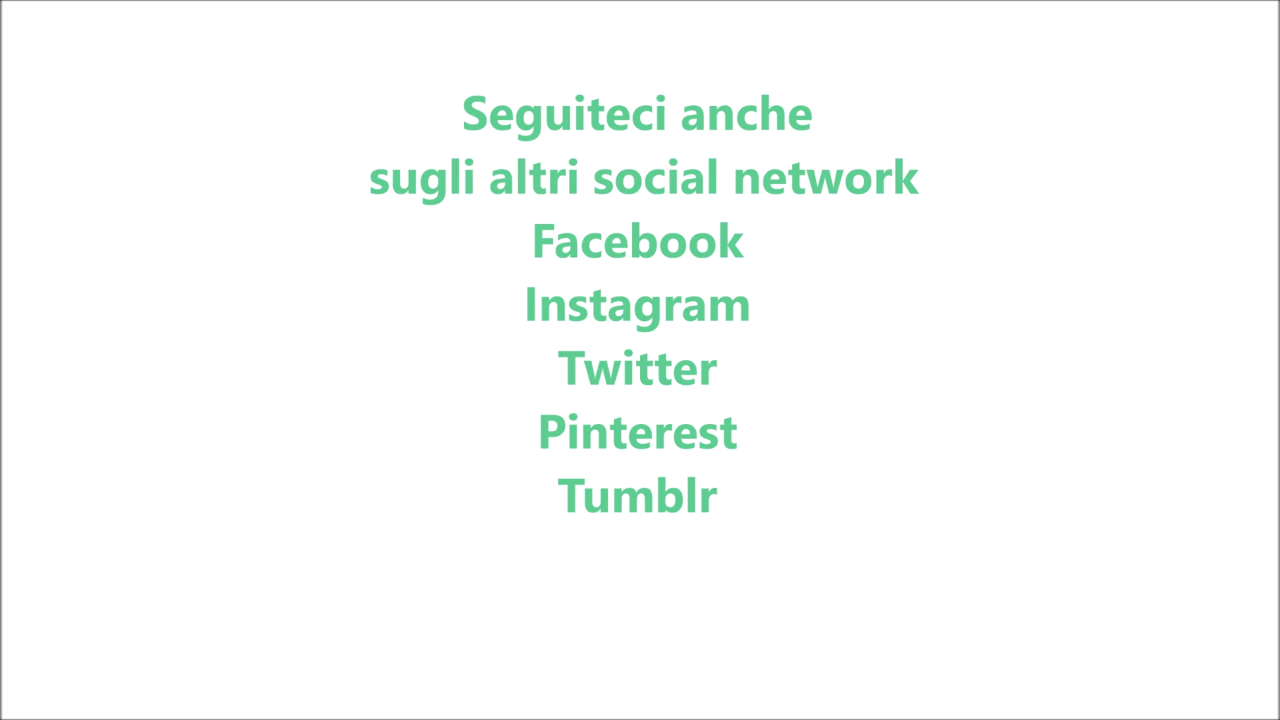 Seguiteci anche
sugli altri social network
Facebook
Instagram
Twitter
Pinterest
Tumblr